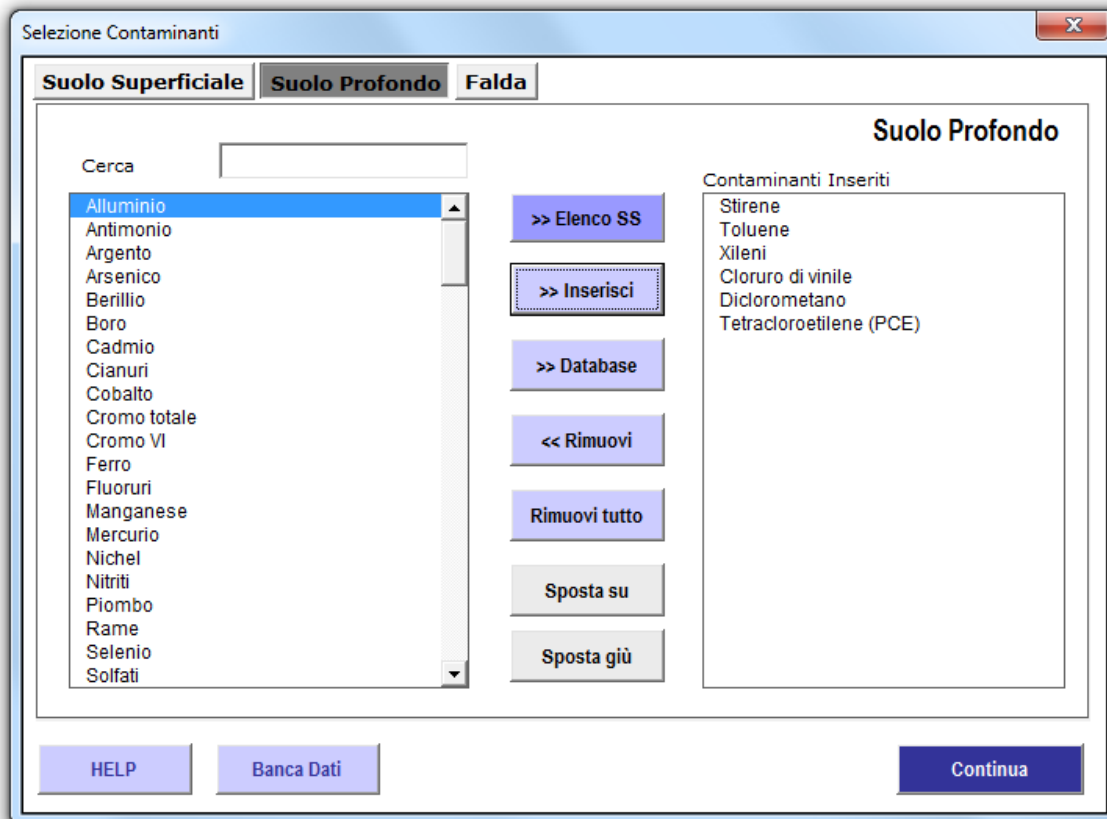 Selezione Contaminanti
X
Suolo Superficiale
Suolo Profondo
Falda
Suolo Profondo
Cerca
Alluminio
Antimonio
Argento
Arsenico
Berillio
Boro
Cadmio
Cianuri
Cobalto
Cromo totale
Cromo VI
Ferro
Fluoruri
Manganese
Mercurio
Nichel
Nitriti
Piombo
Rame
Selenio
Solfati
>> Elenco SS
>> Inserisci
>> Database
<< Rimuovi
Rimuovi tutto
Sposta su
Sposta giù
Contaminanti Inseriti
Stirene
Toluene
Xileni
Cloruro di vinile
Diclorometano
Tetracloroetilene (PCE)
HELP
Banca Dati
Continua